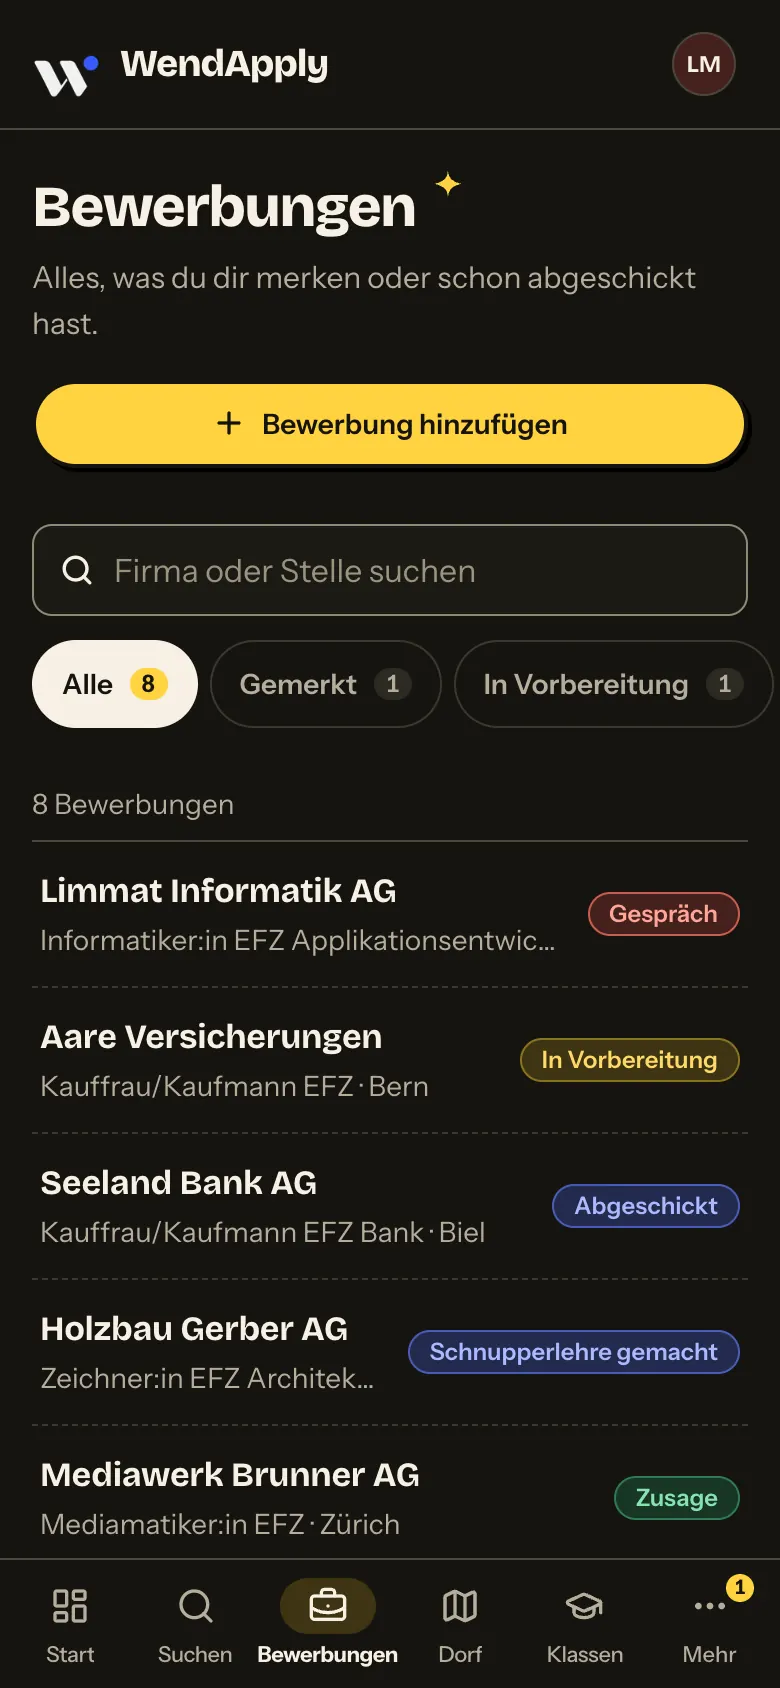 WendApply
LM
Bewerbungen
Alles, was du dir merken oder schon abgeschickt
hast.
Bewerbung hinzufügen
Firma oder Stelle suchen
Alle 8
Gemerkt 1
In Vorbereitung 1
8 Bewerbungen
Limmat Informatik AG
Informatiker:in EFZ Applikationsentwic...
Gespräch
Aare Versicherungen
Kauffrau/Kaufmann EFZ · Bern
In Vorbereitung
Seeland Bank AG
Kauffrau/Kaufmann EFZ Bank · Biel
Abgeschickt
Holzbau Gerber AG
Zeichner:in EFZ Architek...
Schnupperlehre gemacht
Mediawerk Brunner AG
Mediamatiker:in EFZ · Zürich
Zusage
Start
Suchen
Bewerbungen
Dorf
Klassen
1
Mehr